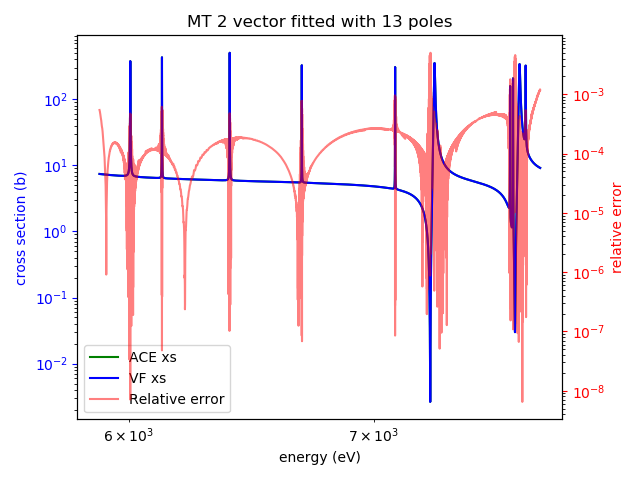 MT 2 vector fitted with 13 poles
cross section (b)
10²
10¹
10⁰
10⁻¹
10⁻²
10⁻³
10⁻⁴
10⁻⁵
10⁻⁶
10⁻⁷
10⁻⁸
relative error
ACE xs
VF xs
Relative error
6 × 10³
7 × 10³
energy (eV)